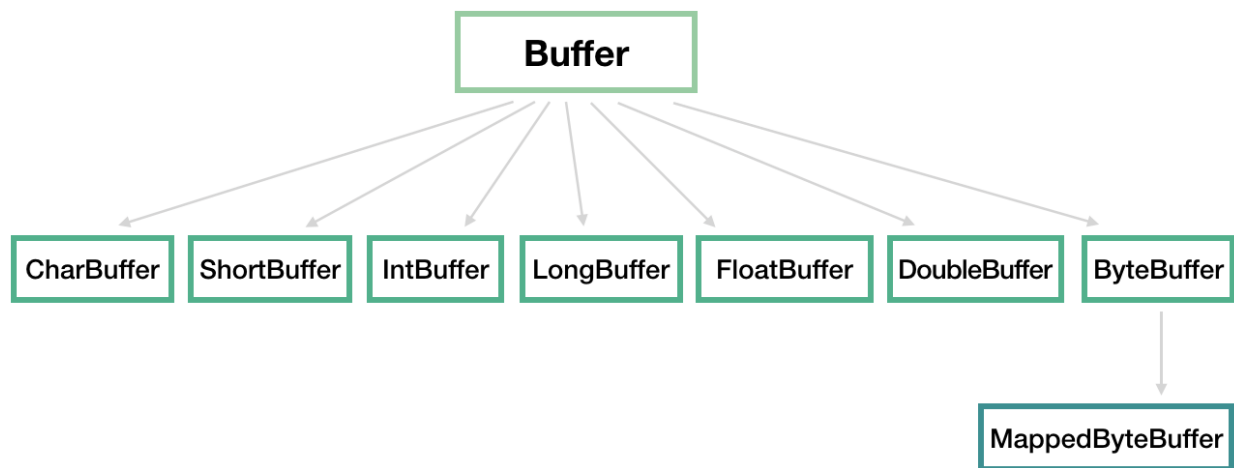 Buffer
CharBuffer
ShortBuffer
IntBuffer
LongBuffer
FloatBuffer
DoubleBuffer
ByteBuffer
MappedByteBuffer